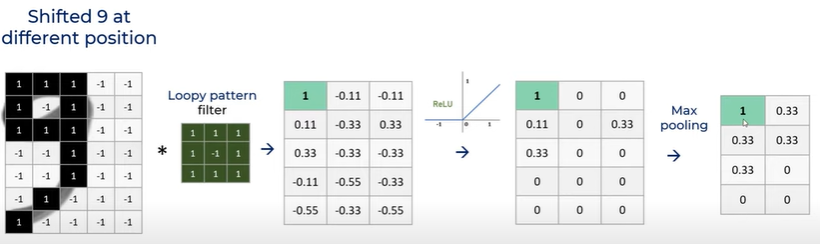 Shifted 9 at
different position
1 1 1 -1 -1
1 -1 1 -1 -1
1 1 1 -1 -1
-1 -1 1 -1 -1
-1 -1 1 -1 -1
-1 1 -1 -1 -1
1 -1 -1 -1 -1
*
Loopy pattern
filter
1 1 1
1 -1 1
1 1 1
1 -0.11 -0.11
0.11 -0.33 0.33
0.33 -0.33 -0.33
-0.11 -0.55 -0.33
-0.55 -0.33 -0.55
ReLU
1
-1 0 1
1 0 0
0.11 0 0.33
0.33 0 0
0 0 0
0 0 0
Max
pooling
1 0.33
0.33 0.33
0.33 0
0 0